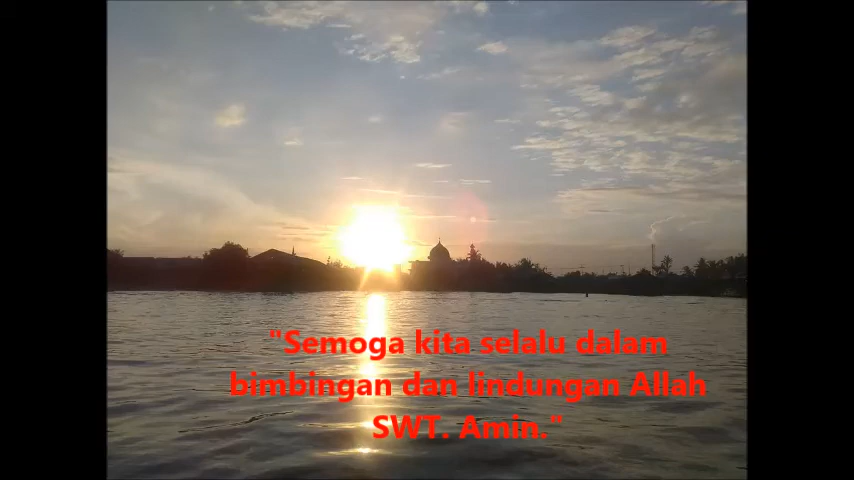 "Semoga kita selalu dalam
bimbingan dan lindungan Allah
SWT. Amin."